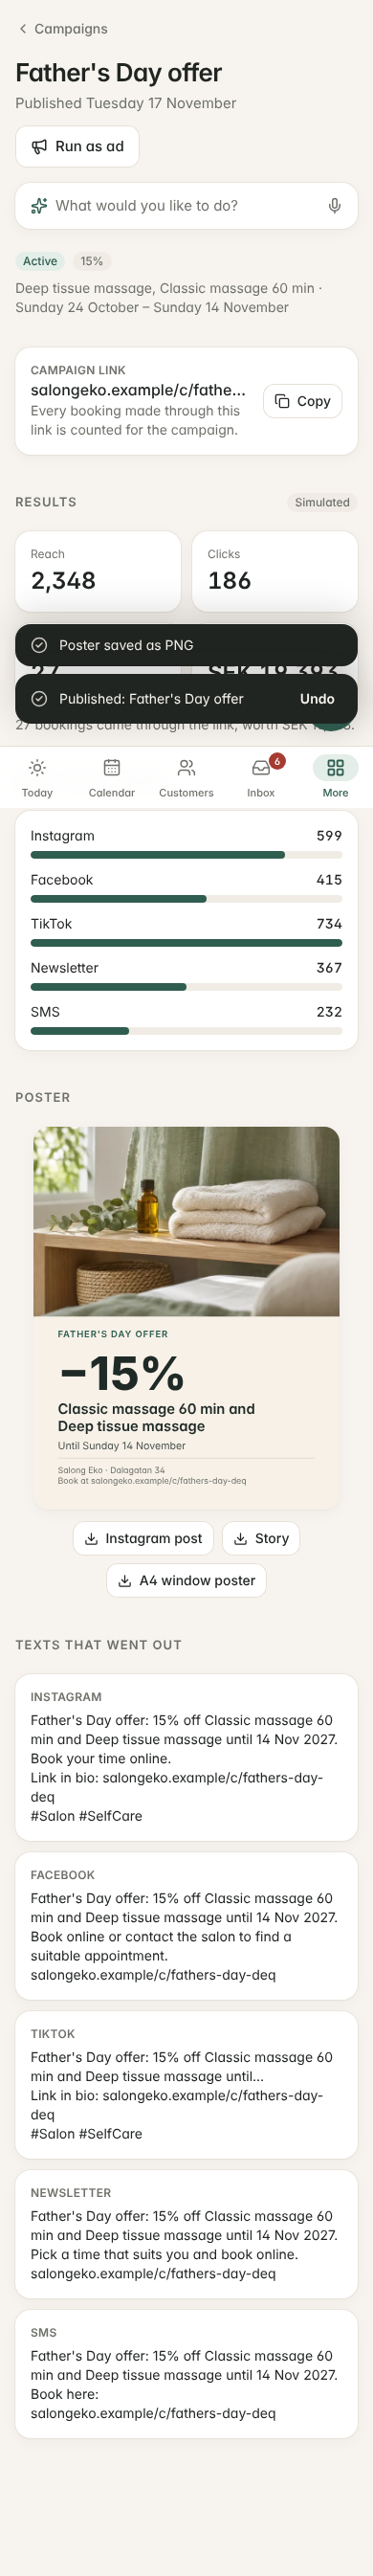 Campaigns
Father's Day offer
Published Tuesday 17 November
Run as ad
What would you like to do?
Active 15%
Deep tissue massage, Classic massage 60 min ·
Sunday 24 October – Sunday 14 November
CAMPAIGN LINK
salongeko.example/c/fathe...
Every booking made through this
link is counted for the campaign.
Copy
RESULTS
Simulated
Reach
2,348
Clicks
186
Poster saved as PNG
Published: Father's Day offer
Undo
27 bookings came through the link, worth SEK
Today
Calendar
Customers
6
Inbox
More
Instagram 599
Facebook 415
TikTok 734
Newsletter 367
SMS 232
POSTER
FATHER'S DAY OFFER
−15%
Classic massage 60 min and
Deep tissue massage
Until Sunday 14 November
Salong Eko · Dalagatan 34
Book at salongeko.example/c/fathers-day-deq
Instagram post
Story
A4 window poster
TEXTS THAT WENT OUT
INSTAGRAM
Father's Day offer: 15% off Classic massage 60
min and Deep tissue massage until 14 Nov 2027.
Book your time online.
Link in bio: salongeko.example/c/fathers-day-
deq
#Salon #SelfCare
FACEBOOK
Father's Day offer: 15% off Classic massage 60
min and Deep tissue massage until 14 Nov 2027.
Book online or contact the salon to find a
suitable appointment.
salongeko.example/c/fathers-day-deq
TIKTOK
Father's Day offer: 15% off Classic massage 60
min and Deep tissue massage until...
Link in bio: salongeko.example/c/fathers-day-
deq
#Salon #SelfCare
NEWSLETTER
Father's Day offer: 15% off Classic massage 60
min and Deep tissue massage until 14 Nov 2027.
Pick a time that suits you and book online.
salongeko.example/c/fathers-day-deq
SMS
Father's Day offer: 15% off Classic massage 60
min and Deep tissue massage until 14 Nov 2027.
Book here:
salongeko.example/c/fathers-day-deq